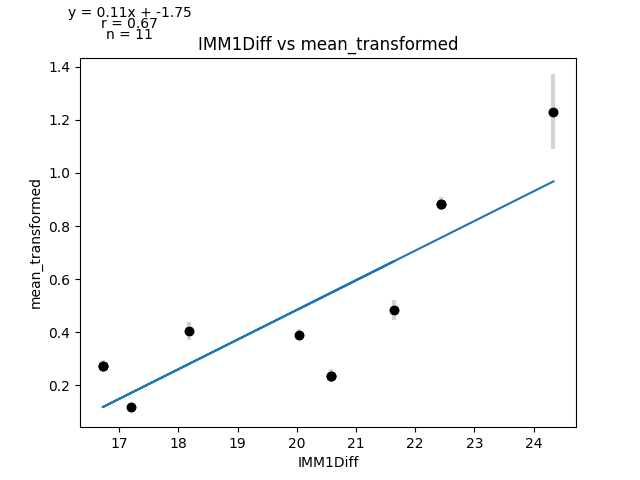 y = 0.11x + -1.75
r = 0.67
n = 11
IMM1Diff vs mean_transformed
1.4
1.2
1.0
0.8
0.6
0.4
0.2
mean_transformed
17 18 19 20 21 22 23 24
IMM1Diff